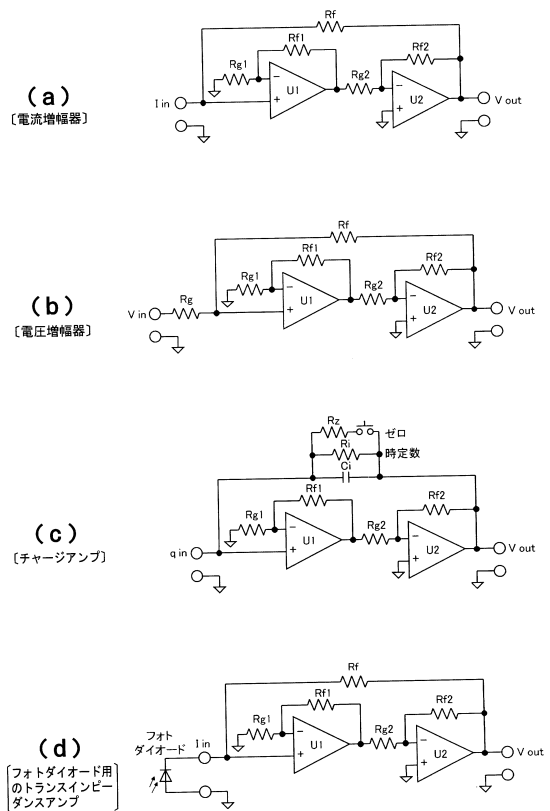 Rf
Rf1
Rg1
Rf2
Rg2
(a)
〔電流増幅器〕
I in
−
+
U1
−
+
U2
V out
Rf
Rf1
Rg1
Rf2
Rg2
(b)
〔電圧増幅器〕
V in
Rg
−
+
U1
−
+
U2
V out
Rz
ゼロ
Ri
時定数
Ci
Rf1
Rg1
Rf2
Rg2
(c)
〔チャージアンプ〕
q in
−
+
U1
−
+
U2
V out
Rf
Rf1
Rg1
Rf2
Rg2
(d)
フォト
ダイオード
I in
−
+
U1
−
+
U2
V out
フォトダイオード用
のトランスインピー
ダンスアンプ